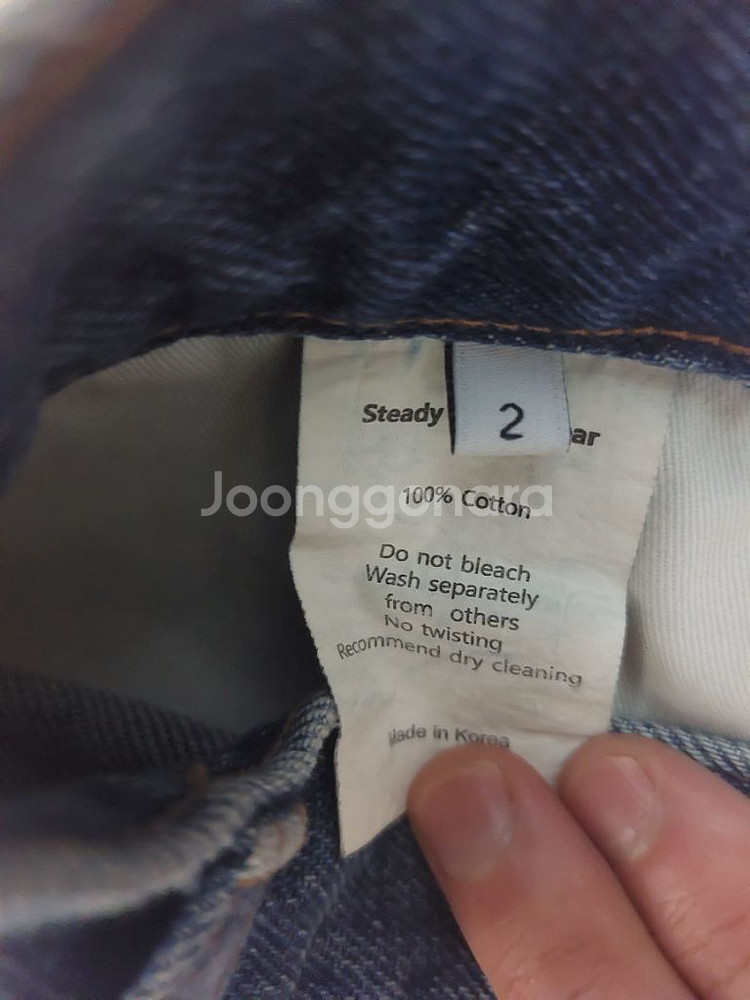 Steady
2
ar
100% Cotton
Joonggonara
Do not bleach
Wash separately
from others
No twisting
Recommend dry cleaning
Made in Korea